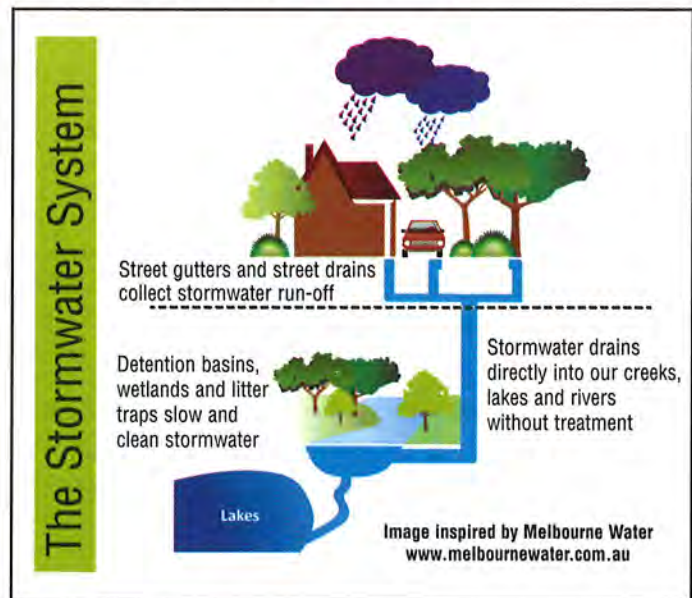 The Stormwater System
Street gutters and street drains
collect stormwater run-off
Detention basins,
wetlands and litter
traps slow and
clean stormwater
Stormwater drains
directly into our creeks,
lakes and rivers
without treatment
Lakes
Image inspired by Melbourne Water
www.melbournewater.com.au